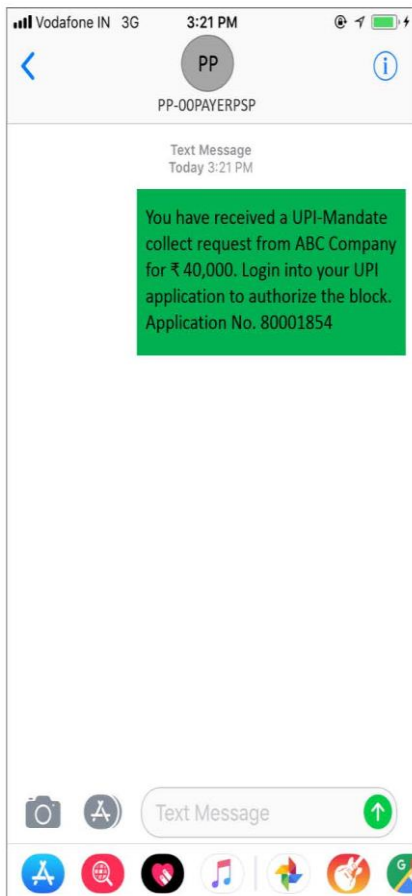 Vodafone IN 3G 3:21 PM
PP
PP-00PAYERPSP
Text Message
Today 3:21 PM
You have received a UPI-Mandate
collect request from ABC Company
for ₹ 40,000. Login into your UPI
application to authorize the block.
Application No. 80001854
Text Message
G